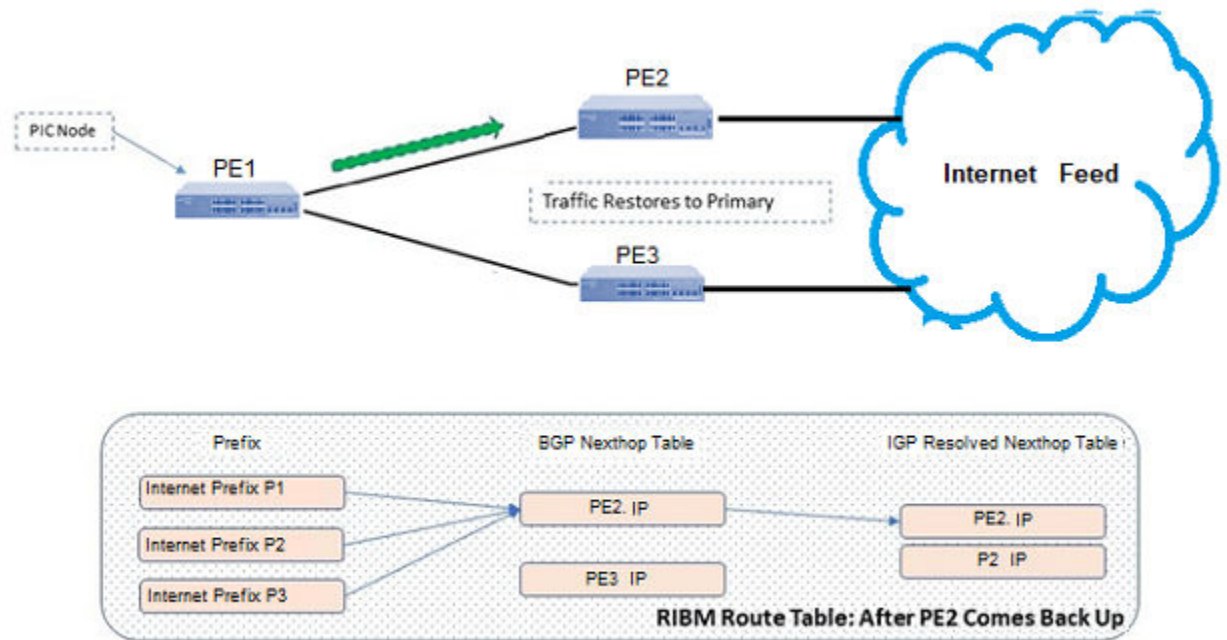 PE2
PIC Node
PE1
Internet Feed
Traffic Restores to Primary
PE3
Prefix
BGP Nexthop Table
IGP Resolved Nexthop Table
Internet Prefix P1
PE2. IP
PE2. IP
Internet Prefix P2
P2 IP
PE3 IP
Internet Prefix P3
RIBM Route Table: After PE2 Comes Back Up